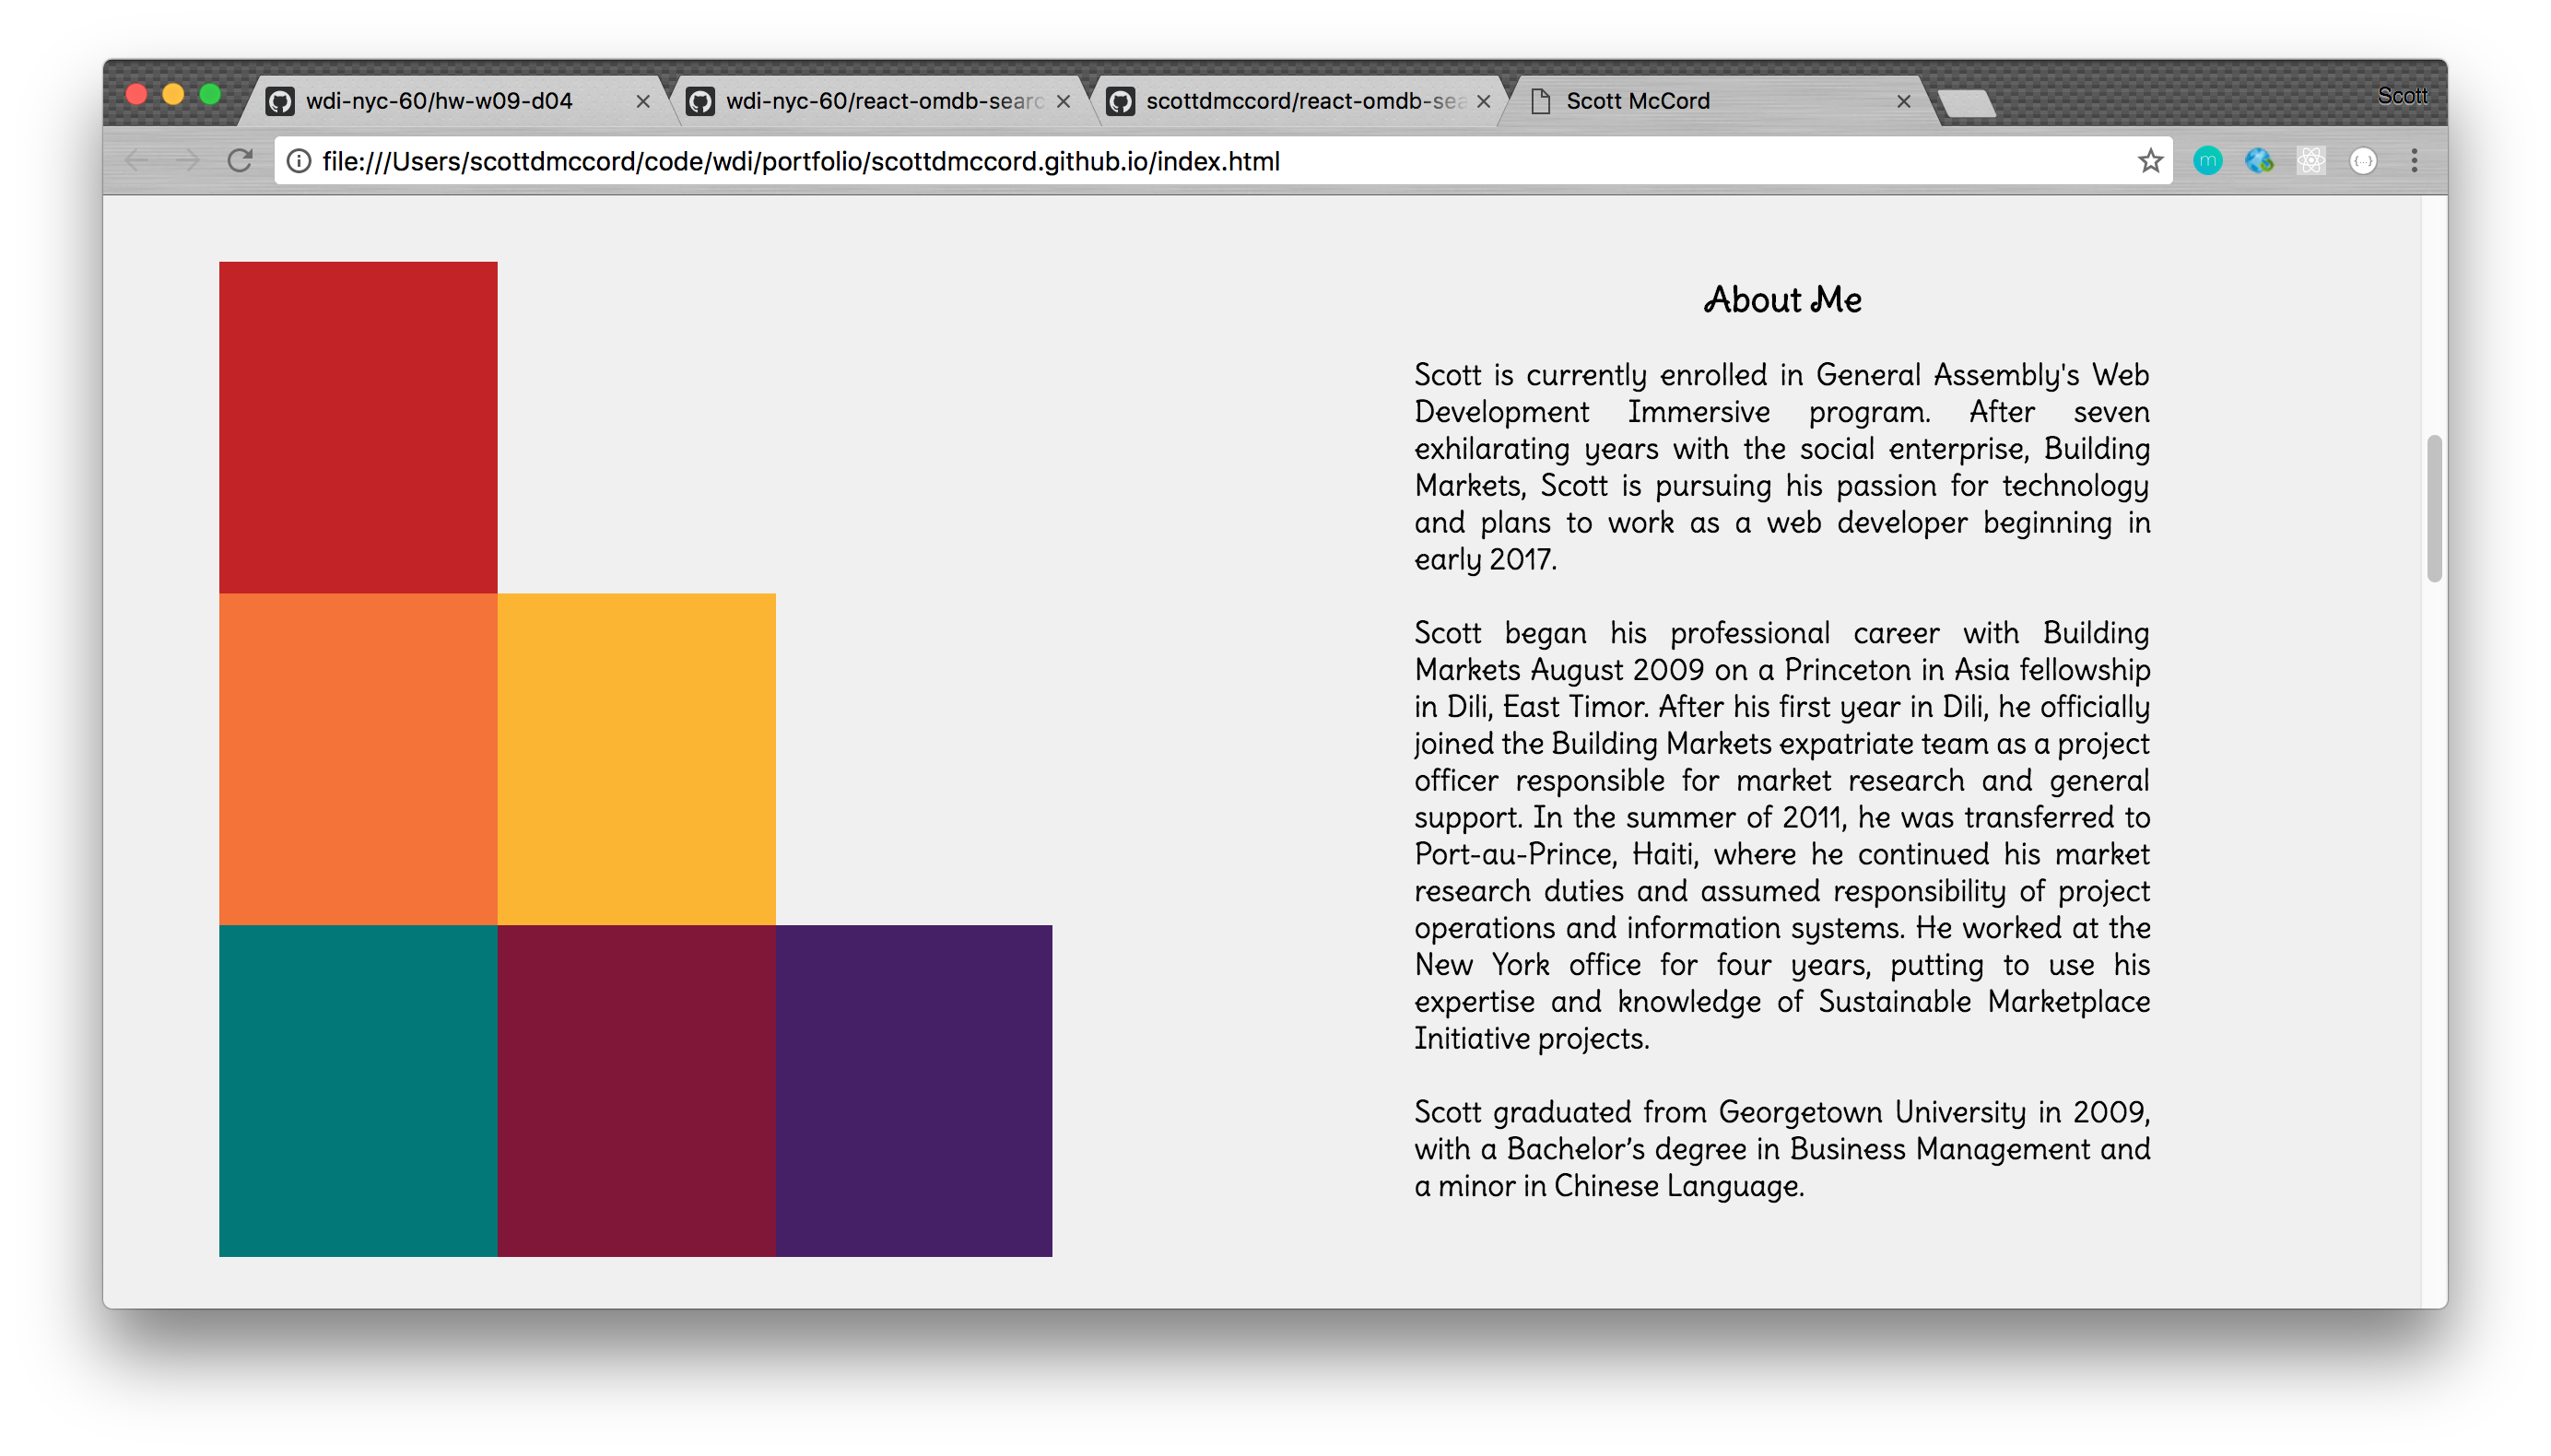 wdi-nyc-60/hw-w09-d04
wdi-nyc-60/react-omdb-searc
scottdmccord/react-omdb-sea
Scott McCord
Scott
file:///Users/scottdmccord/code/wdi/portfolio/scottdmccord.github.io/index.html
m
{...}
About Me
Scott is currently enrolled in General Assembly's Web
Development Immersive program. After seven
exhilarating years with the social enterprise, Building
Markets, Scott is pursuing his passion for technology
and plans to work as a web developer beginning in
early 2017.
Scott began his professional career with Building
Markets August 2009 on a Princeton in Asia fellowship
in Dili, East Timor. After his first year in Dili, he officially
joined the Building Markets expatriate team as a project
officer responsible for market research and general
support. In the summer of 2011, he was transferred to
Port-au-Prince, Haiti, where he continued his market
research duties and assumed responsibility of project
operations and information systems. He worked at the
New York office for four years, putting to use his
expertise and knowledge of Sustainable Marketplace
Initiative projects.
Scott graduated from Georgetown University in 2009,
with a Bachelor’s degree in Business Management and
a minor in Chinese Language.